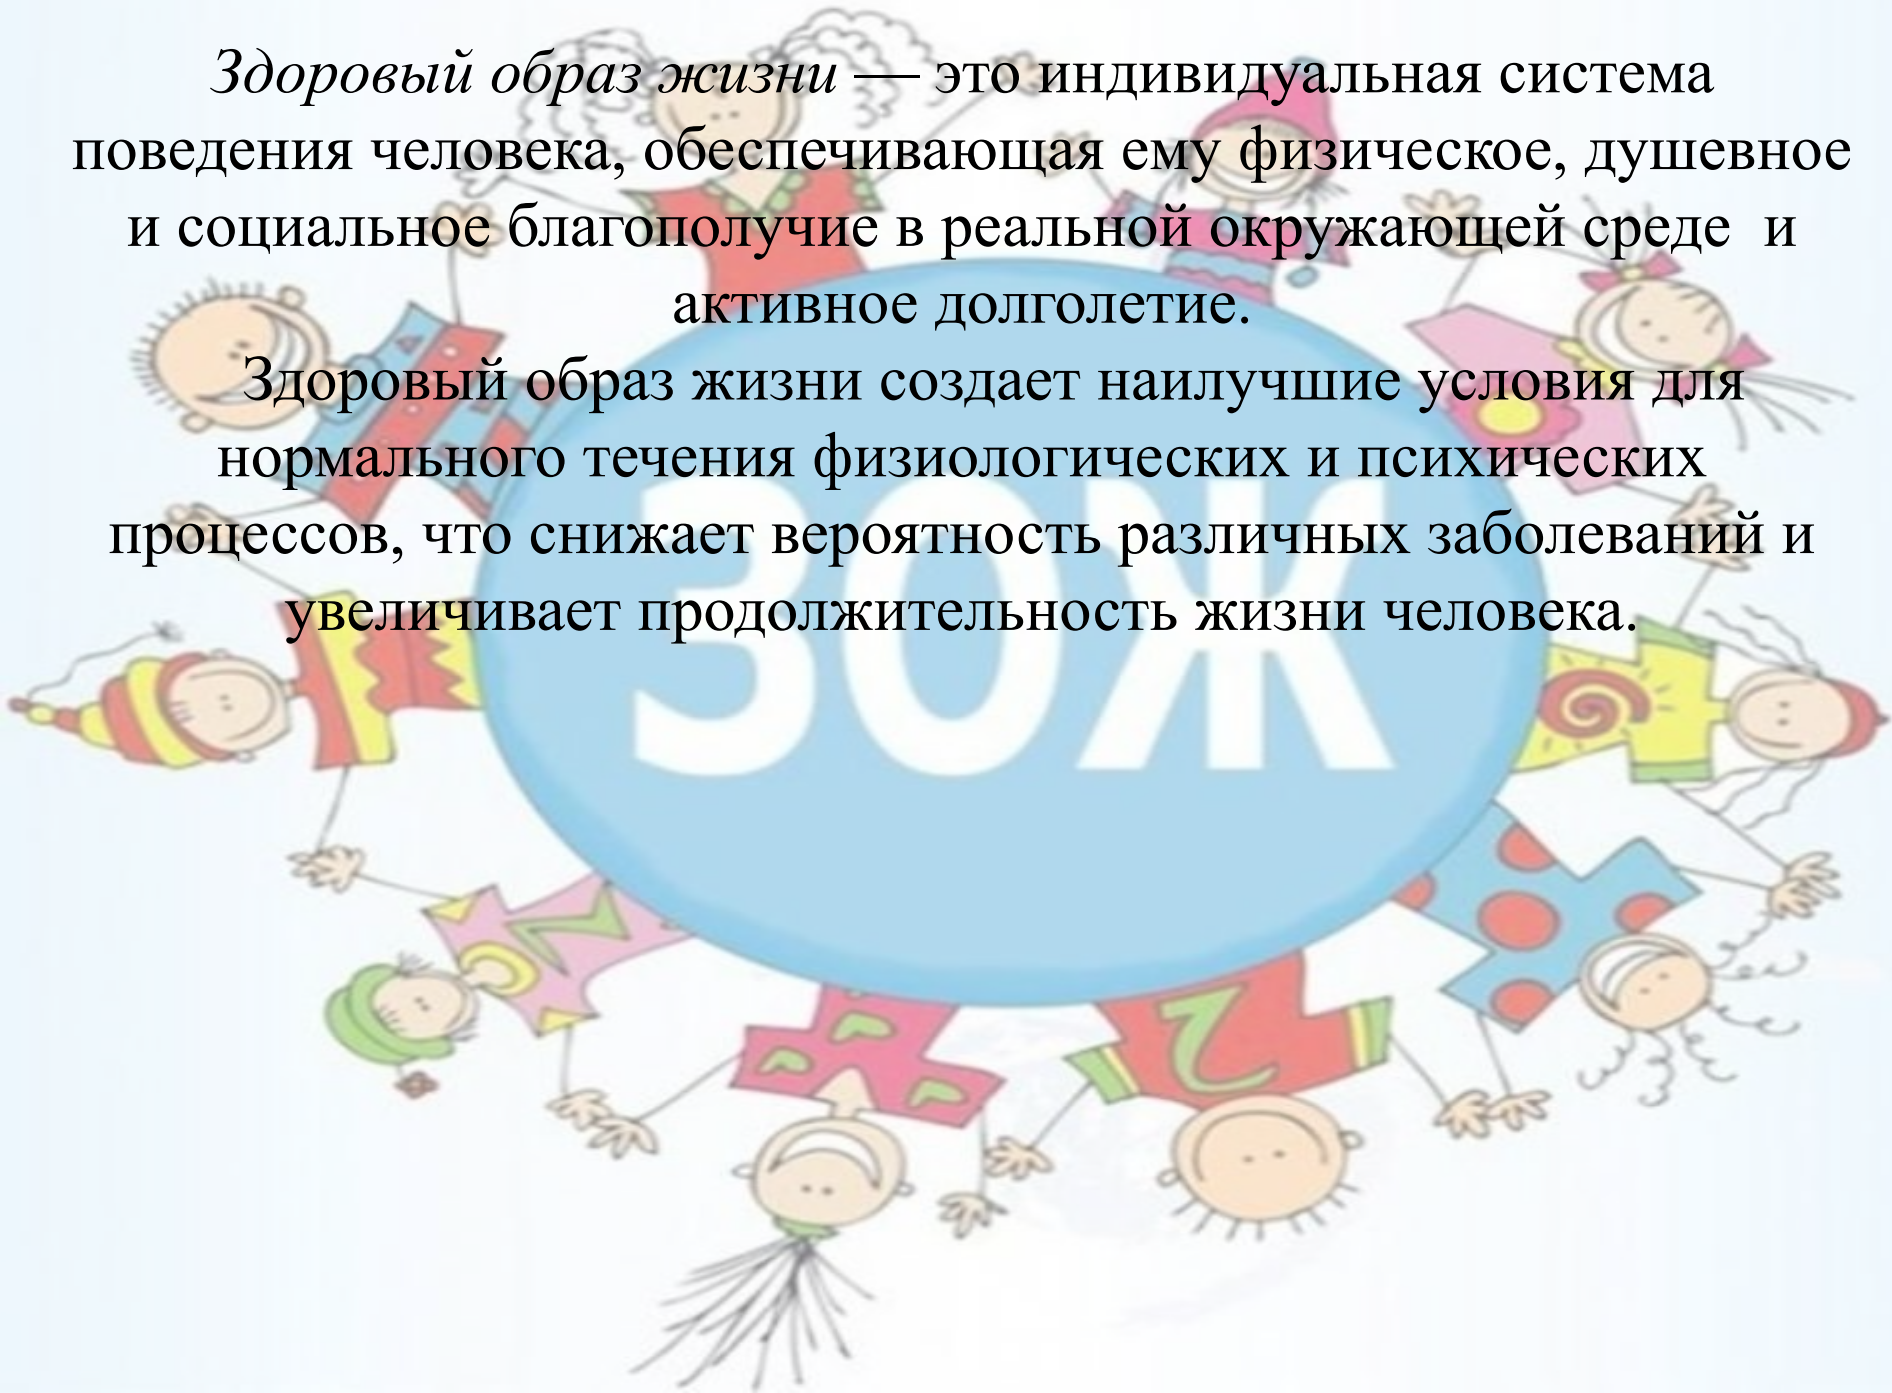 Здоровый образ жизни — это индивидуальная система
поведения человека, обеспечивающая ему физическое, душевное
и социальное благополучие в реальной окружающей среде  и
активное долголетие.
Здоровый образ жизни создает наилучшие условия для
нормального течения физиологических и психических
процессов, что снижает вероятность различных заболеваний и
увеличивает продолжительность жизни человека.
ЗОЖ